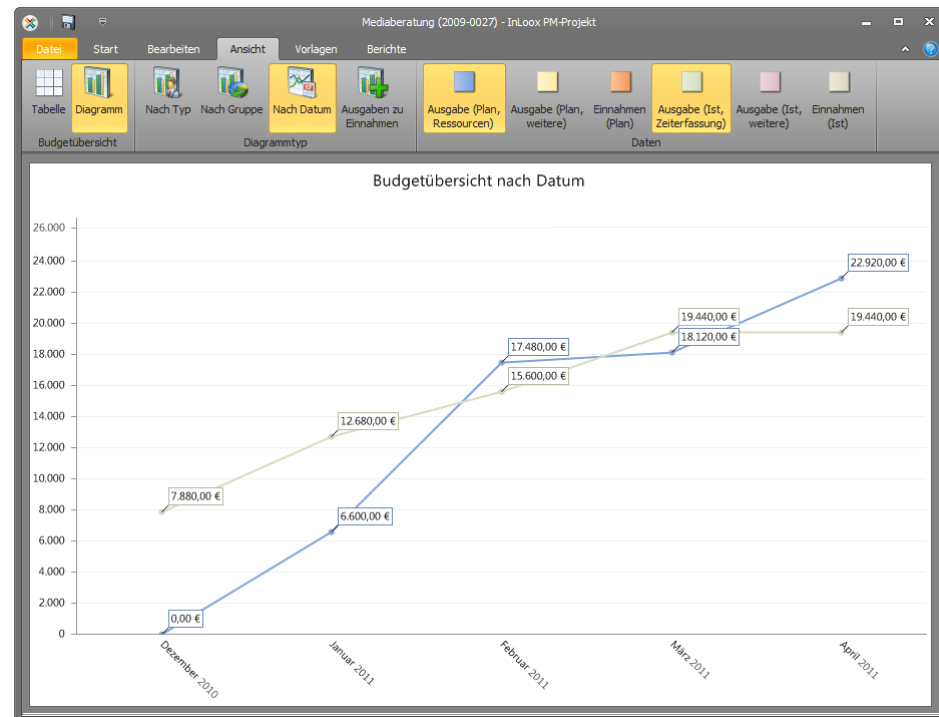 Mediaberatung (2009-0027) - InLoox PM-Projekt
Datei Start Bearbeiten Ansicht Vorlagen Berichte
Tabelle Diagramm Nach Typ Nach Gruppe Nach Datum Ausgaben zu Einnahmen Ausgabe (Plan, Ressourcen) Ausgabe (Plan, weitere) Einnahmen (Plan) Ausgabe (Ist, Zeiterfassung) Ausgabe (Ist, weitere) Einnahmen (Ist)
Budgetübersicht Diagrammtyp Daten
Budgetübersicht nach Datum
26.000
24.000
22.920,00 €
22.000
20.000
19.440,00 €
19.440,00 €
18.120,00 €
18.000
17.480,00 €
16.000
15.600,00 €
14.000
12.680,00 €
12.000
10.000
7.880,00 €
8.000
6.600,00 €
6.000
4.000
2.000
0,00 €
0
Dezember 2010
Januar 2011
Februar 2011
März 2011
April 2011